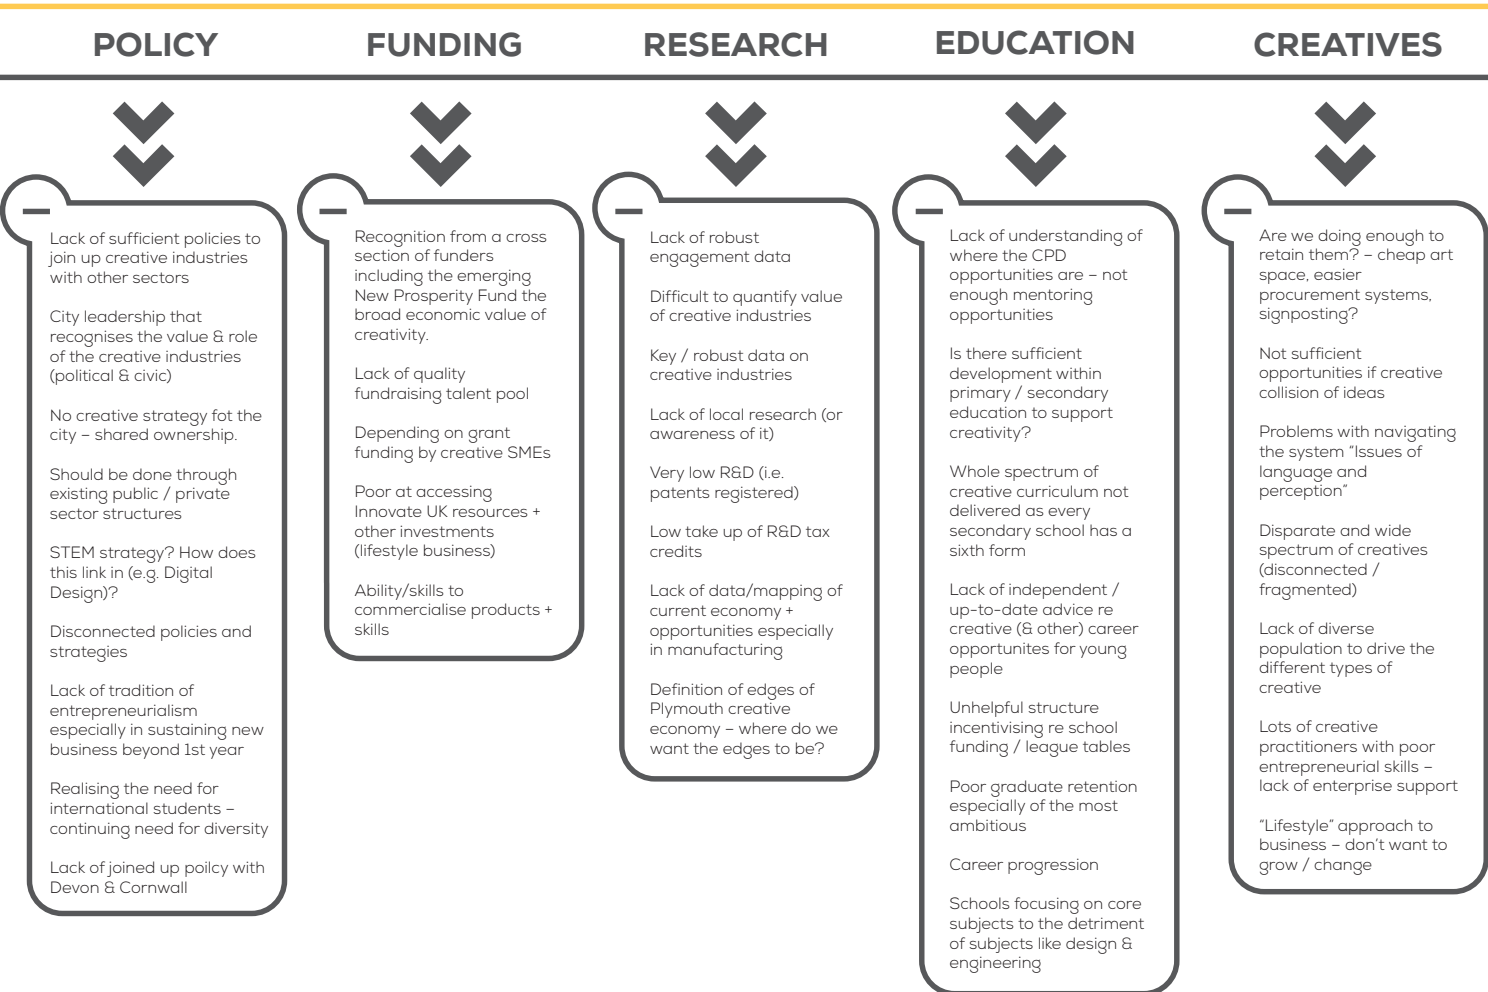 POLICY
FUNDING
RESEARCH
EDUCATION
CREATIVES
Lack of sufficient policies to
join up creative industries
with other sectors
City leadership that
recognises the value & role
of the creative industries
(political & civic)
No creative strategy fot the
city – shared ownership.
Should be done through
existing public / private
sector structures
STEM strategy? How does
this link in (e.g. Digital
Design)?
Disconnected policies and
strategies
Lack of tradition of
entrepreneurialism
especially in sustaining new
business beyond 1st year
Realising the need for
international students –
continuing need for diversity
Lack of joined up poilcy with
Devon & Cornwall
Recognition from a cross
section of funders
including the emerging
New Prosperity Fund the
broad economic value of
creativity.
Lack of quality
fundraising talent pool
Depending on grant
funding by creative SMEs
Poor at accessing
Innovate UK resources +
other investments
(lifestyle business)
Ability/skills to
commercialise products +
skills
Lack of robust
engagement data
Difficult to quantify value
of creative industries
Key / robust data on
creative industries
Lack of local research (or
awareness of it)
Very low R&D (i.e.
patents registered)
Low take up of R&D tax
credits
Lack of data/mapping of
current economy +
opportunities especially
in manufacturing
Definition of edges of
Plymouth creative
economy – where do we
want the edges to be?
Lack of understanding of
where the CPD
opportunities are – not
enough mentoring
opportunities
Is there sufficient
development within
primary / secondary
education to support
creativity?
Whole spectrum of
creative curriculum not
delivered as every
secondary school has a
sixth form
Lack of independent /
up-to-date advice re
creative (& other) career
opportunites for young
people
Unhelpful structure
incentivising re school
funding / league tables
Poor graduate retention
especially of the most
ambitious
Career progression
Schools focusing on core
subjects to the detriment
of subjects like design &
engineering
Are we doing enough to
retain them? – cheap art
space, easier
procurement systems,
signposting?
Not sufficient
opportunities if creative
collision of ideas
Problems with navigating
the system “Issues of
language and
perception”
Disparate and wide
spectrum of creatives
(disconnected /
fragmented)
Lack of diverse
population to drive the
different types of
creative
Lots of creative
practitioners with poor
entrepreneurial skills –
lack of enterprise support
“Lifestyle” approach to
business – don’t want to
grow / change